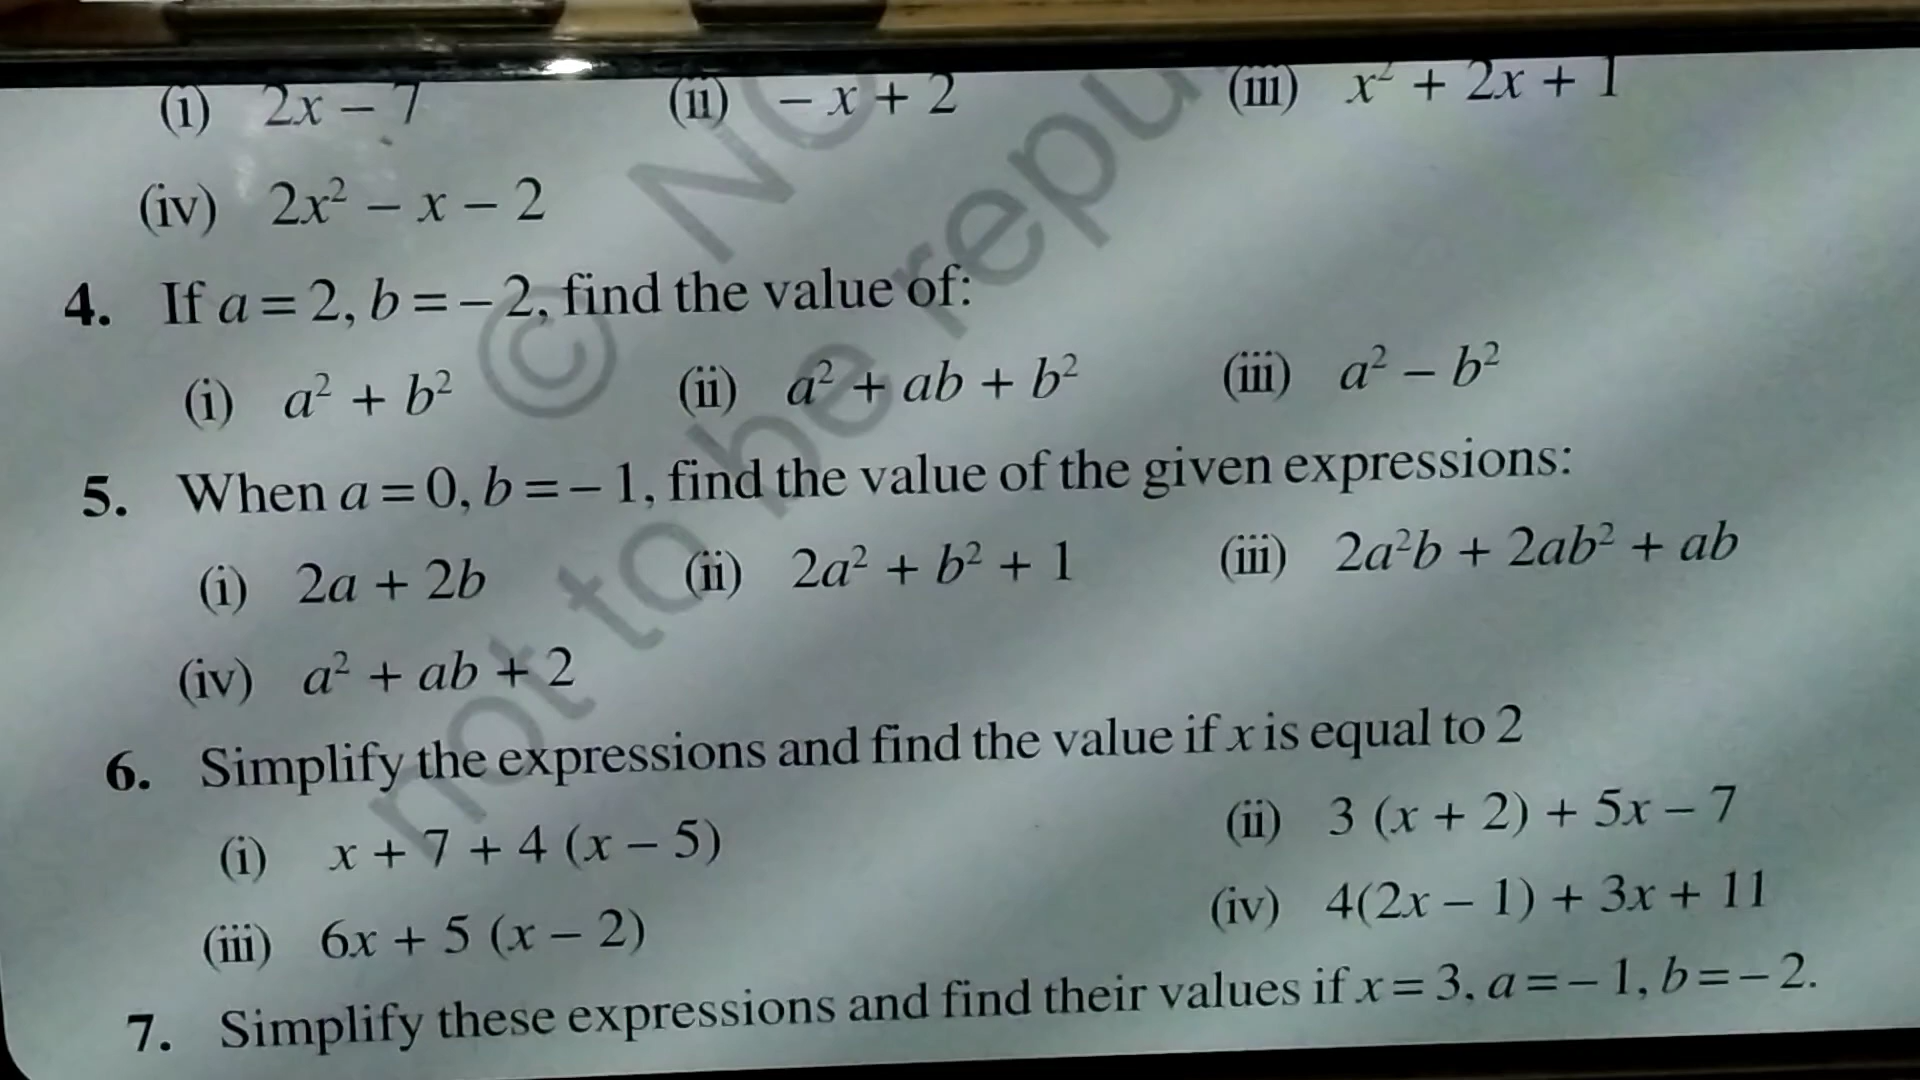 (i) 2x – 7 (ii) – x + 2 (iii) x² + 2x + 1
(iv) 2x² – x – 2
4. If a = 2, b = – 2, find the value of:
(i) a² + b² (ii) a² + ab + b² (iii) a² – b²
5. When a = 0, b = – 1, find the value of the given expressions:
(i) 2a + 2b (ii) 2a² + b² + 1 (iii) 2a²b + 2ab² + ab
(iv) a² + ab + 2
6. Simplify the expressions and find the value if x is equal to 2
(i) x + 7 + 4 (x – 5) (ii) 3 (x + 2) + 5x – 7
(iii) 6x + 5 (x – 2) (iv) 4(2x – 1) + 3x + 11
7. Simplify these expressions and find their values if x = 3, a = – 1, b = – 2.
©
not to be